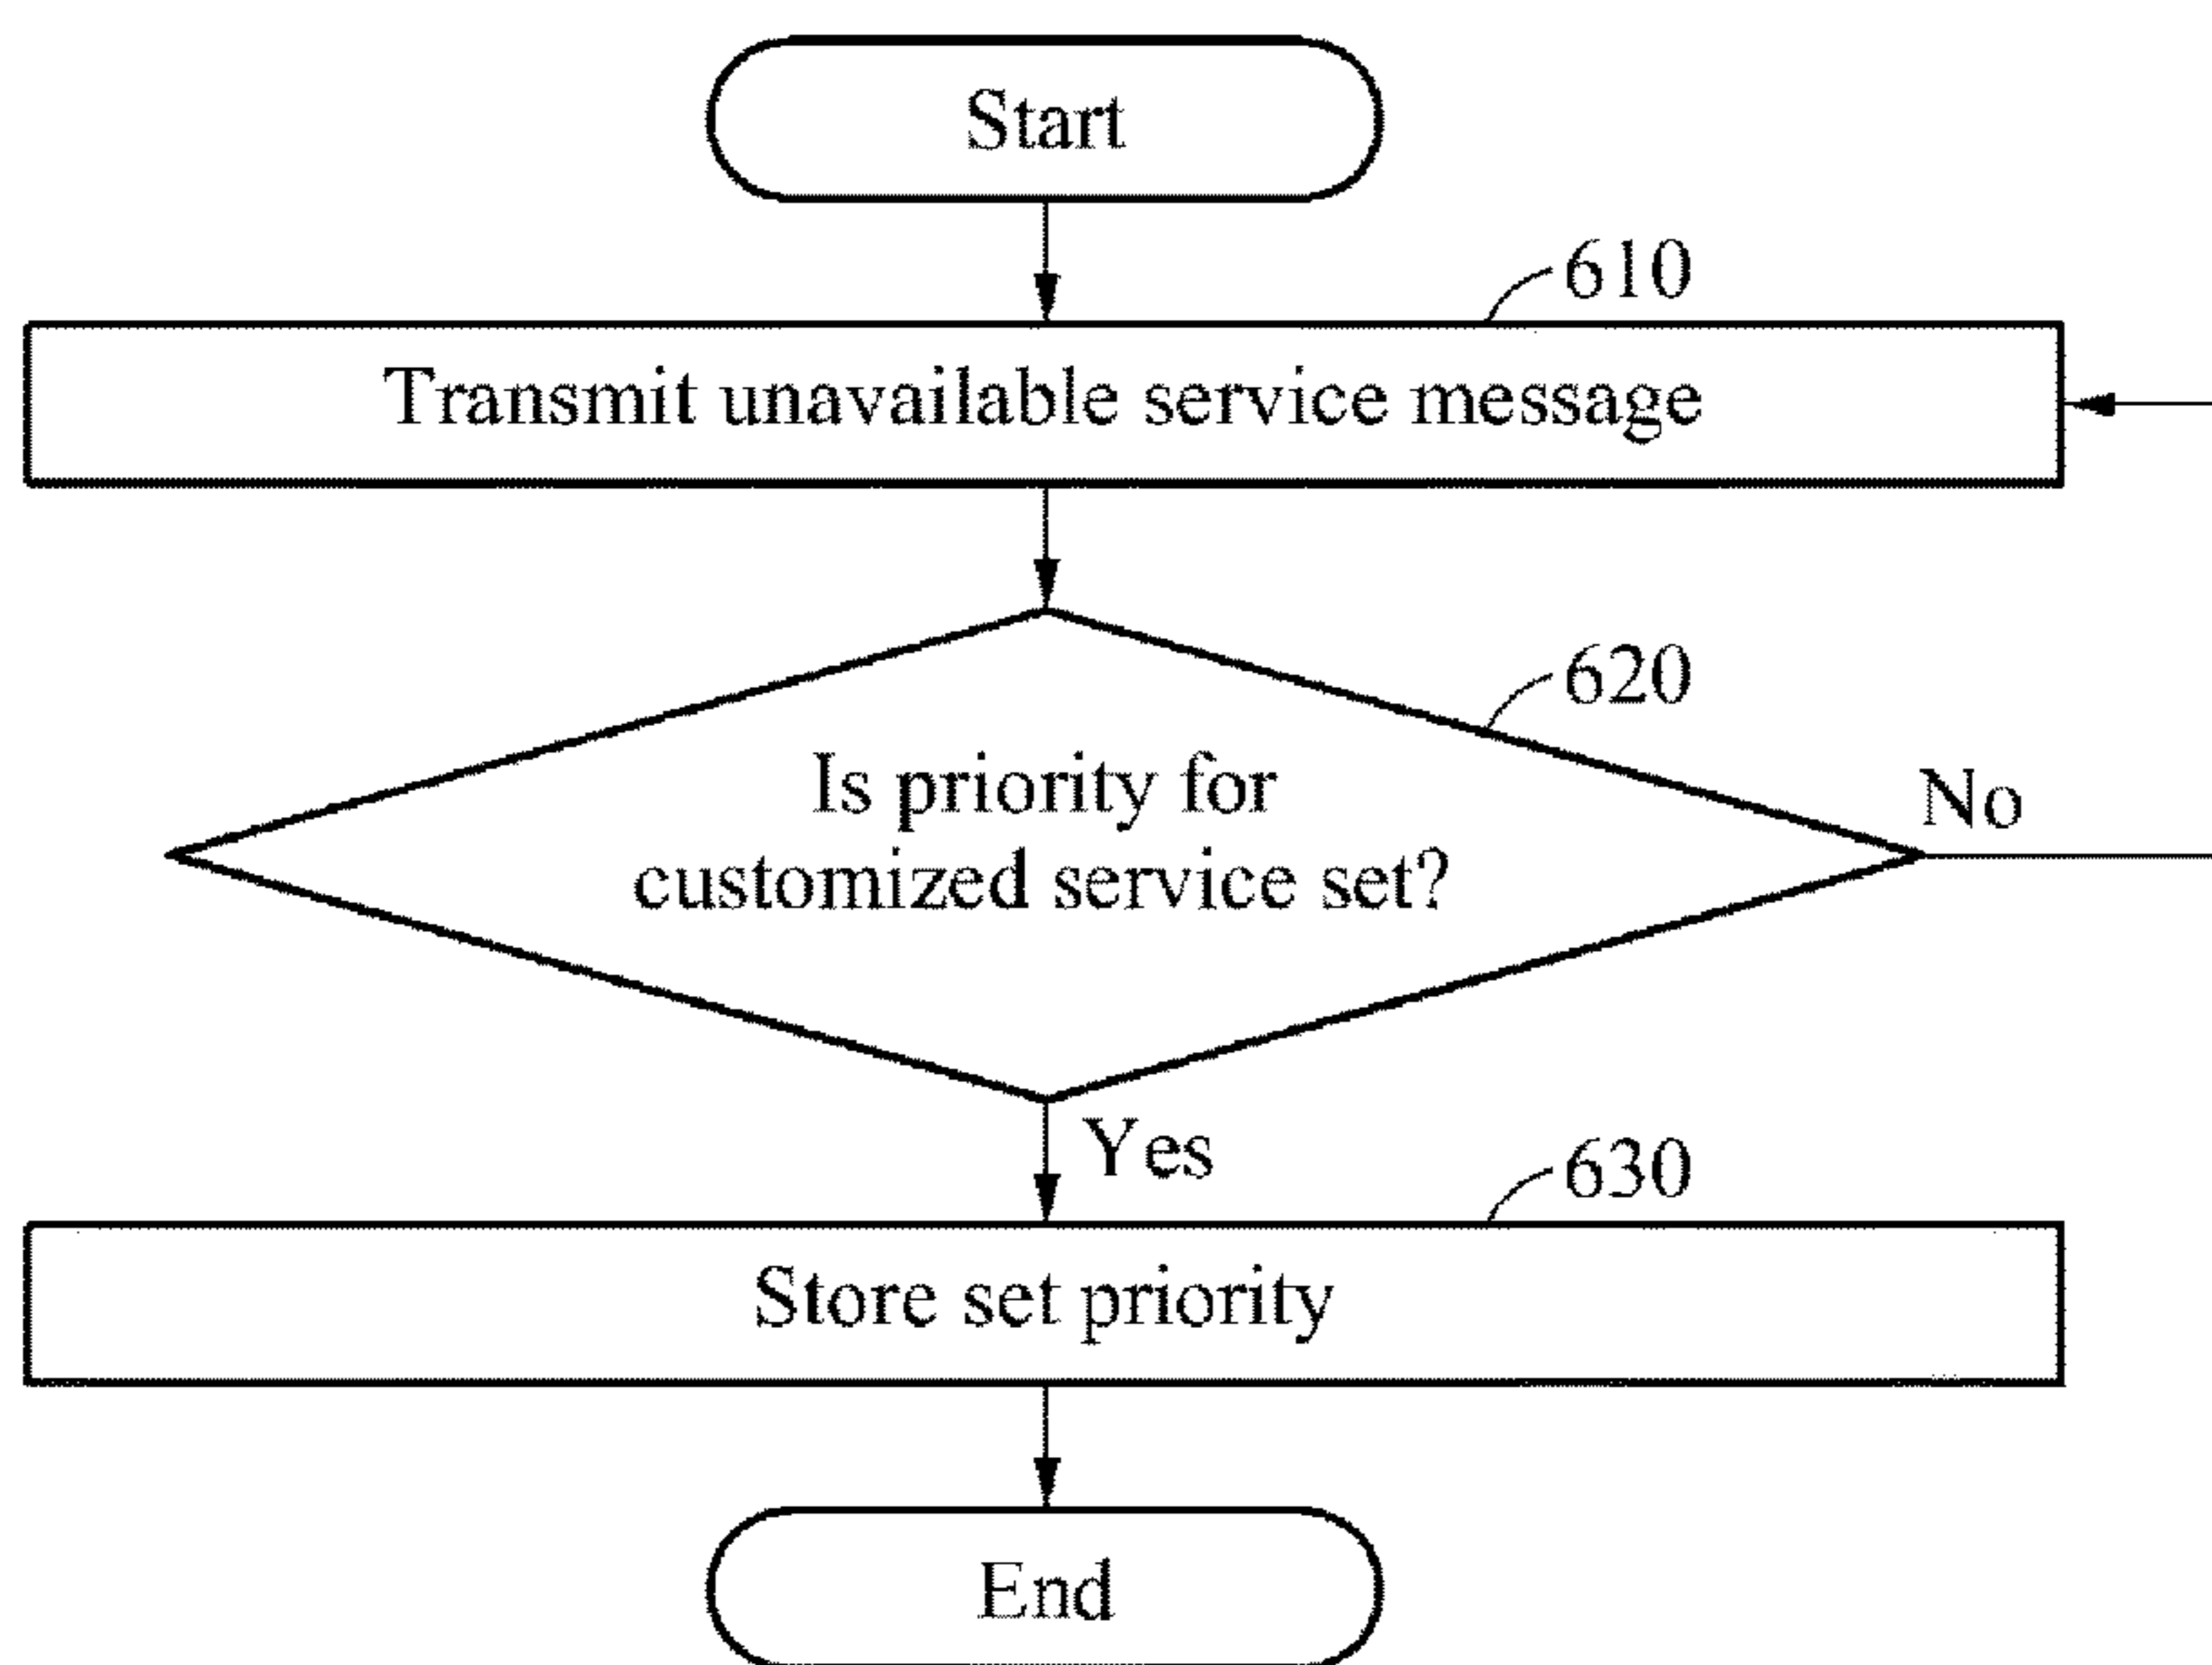 Start
610
Transmit unavailable service message
620
Is priority for
customized service set?
No
Yes
630
Store set priority
End